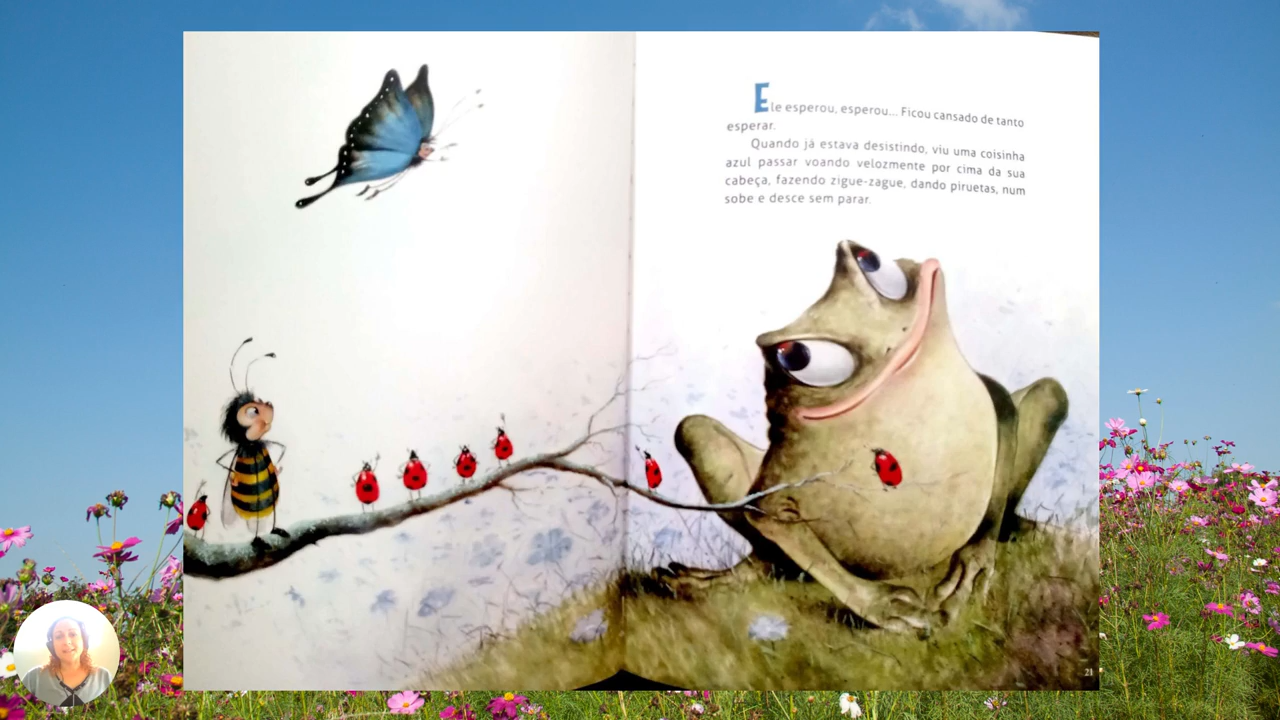 Ele esperou, esperou... Ficou cansado de tanto
esperar.
Quando já estava desistindo, viu uma coisinha
azul passar voando velozmente por cima da sua
cabeça, fazendo zigue-zague, dando piruetas, num
sobe e desce sem parar.
21